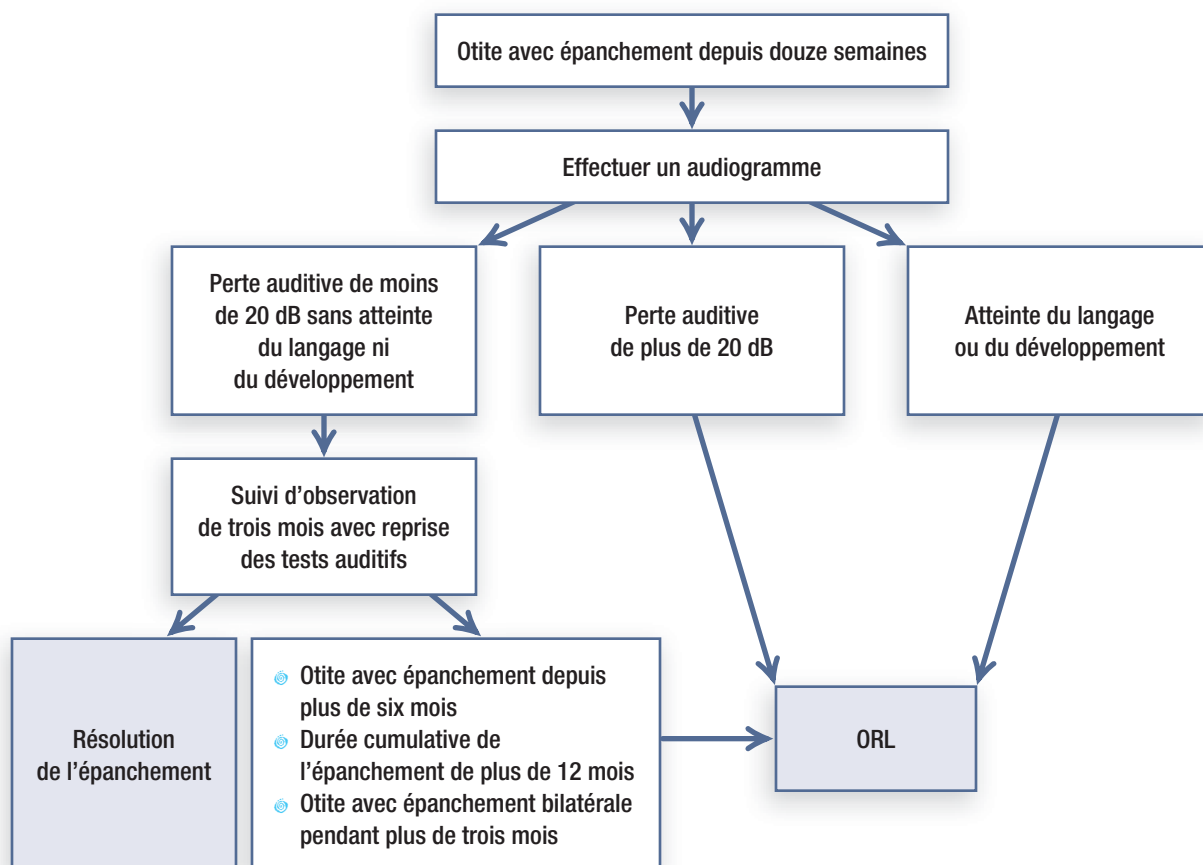 Otite avec épanchement depuis douze semaines
Effectuer un audiogramme
Perte auditive de moins
de 20 dB sans atteinte
du langage ni
du développement
Perte auditive
de plus de 20 dB
Atteinte du langage
ou du développement
Suivi d’observation
de trois mois avec reprise
des tests auditifs
Résolution
de l’épanchement
Otite avec épanchement depuis
plus de six mois
Durée cumulative de
l’épanchement de plus de 12 mois
Otite avec épanchement bilatérale
pendant plus de trois mois
ORL